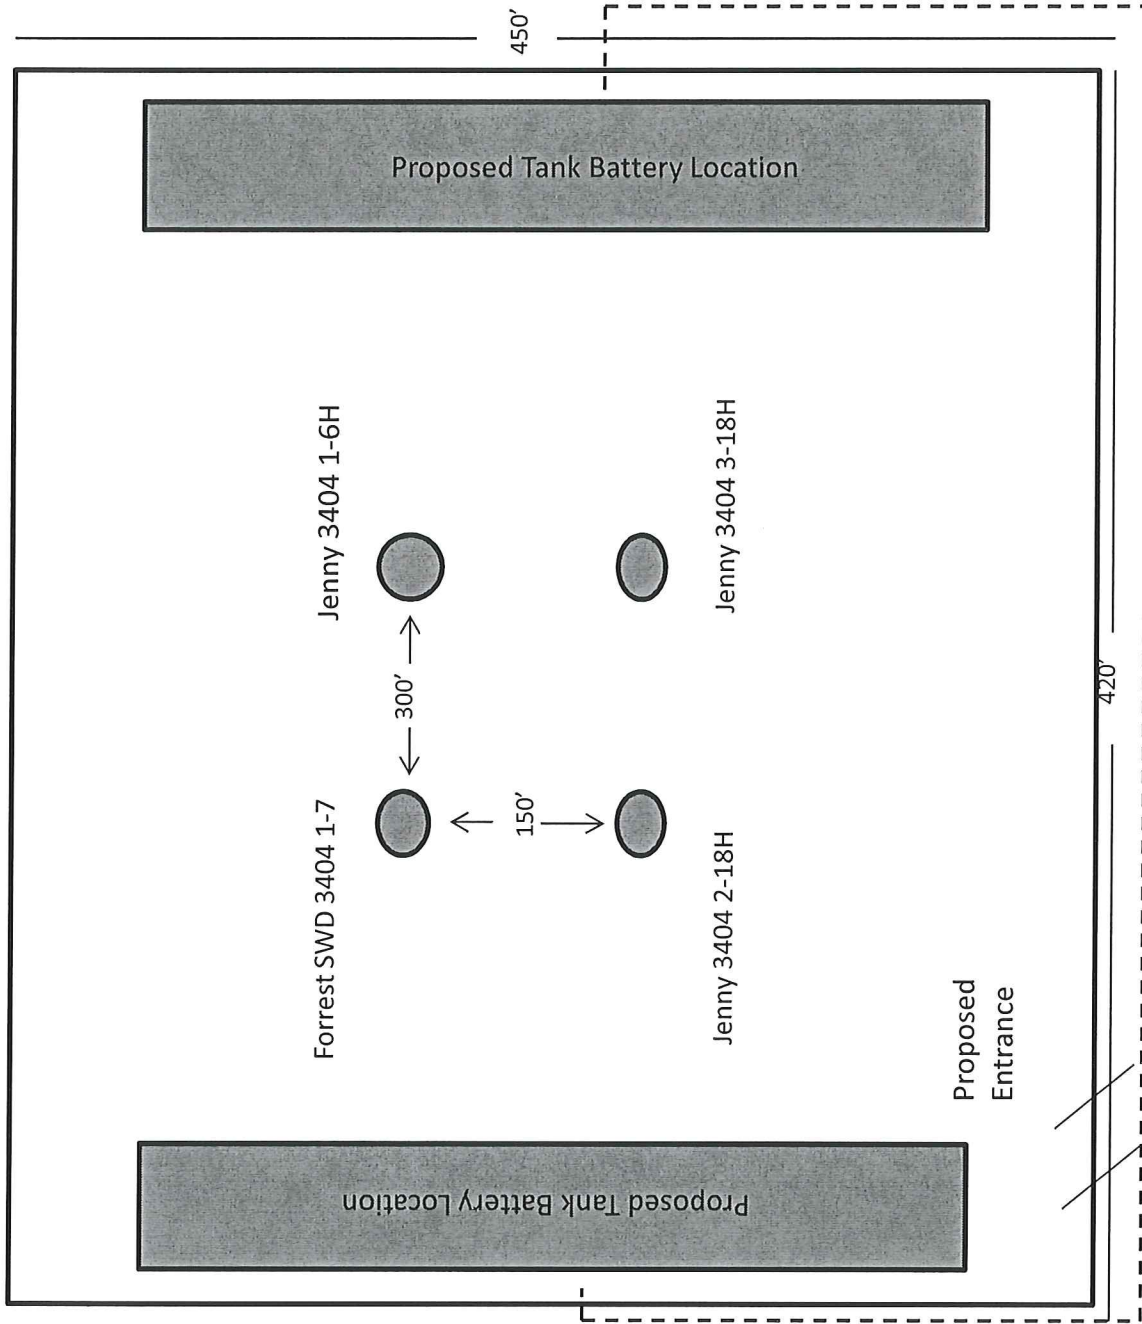 450'
Proposed Tank Battery Location
Jenny 3404 1-6H
Jenny 3404 3-18H
300'
420'
Forrest SWD 3404 1-7
150'
Jenny 3404 2-18H
Proposed
Entrance
Proposed Tank Battery Location